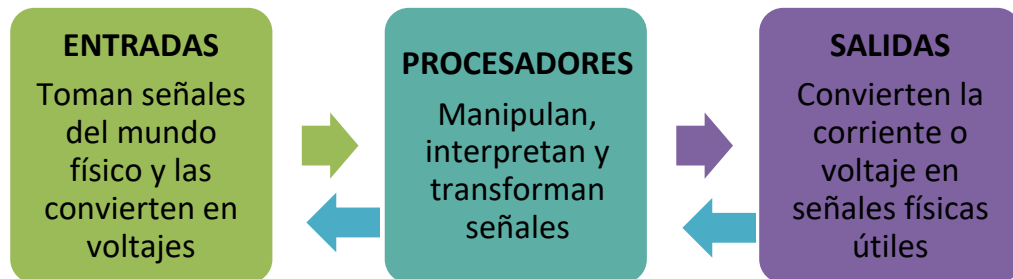 ENTRADAS
Toman señales
del mundo
físico y las
convierten en
voltajes
PROCESADORES
Manipulan,
interpretan y
transforman
señales
SALIDAS
Convierten la
corriente o
voltaje en
señales físicas
útiles